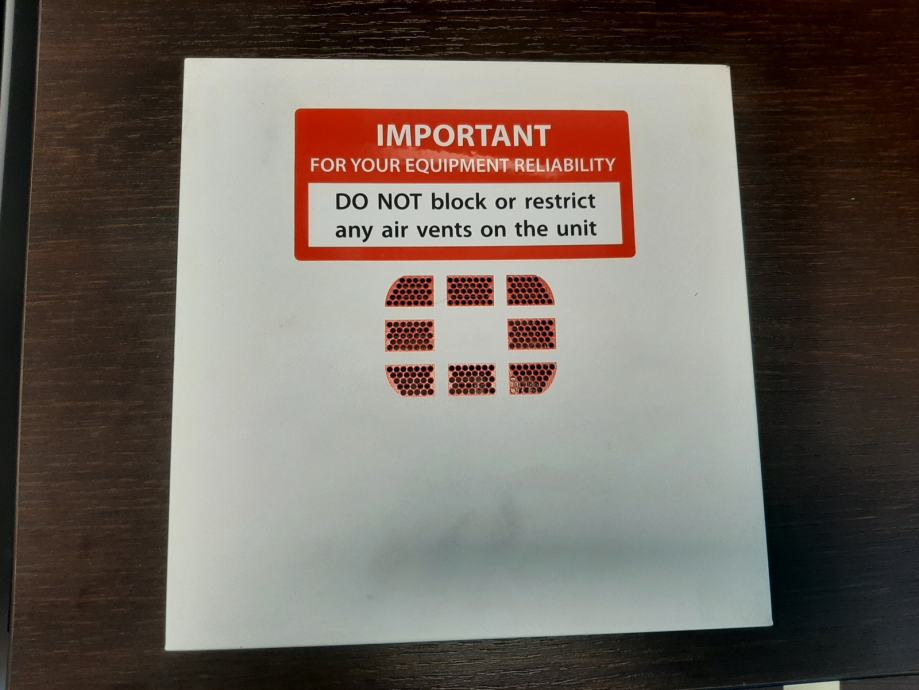 IMPORTANT
FOR YOUR EQUIPMENT RELIABILITY
DO NOT block or restrict
any air vents on the unit